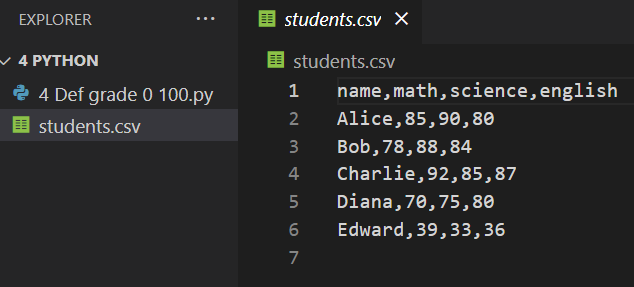 EXPLORER ...
4 PYTHON
4 Def grade 0 100.py
students.csv
students.csv
students.csv
1 name,math,science,english
2 Alice,85,90,80
3 Bob,78,88,84
4 Charlie,92,85,87
5 Diana,70,75,80
6 Edward,39,33,36
7